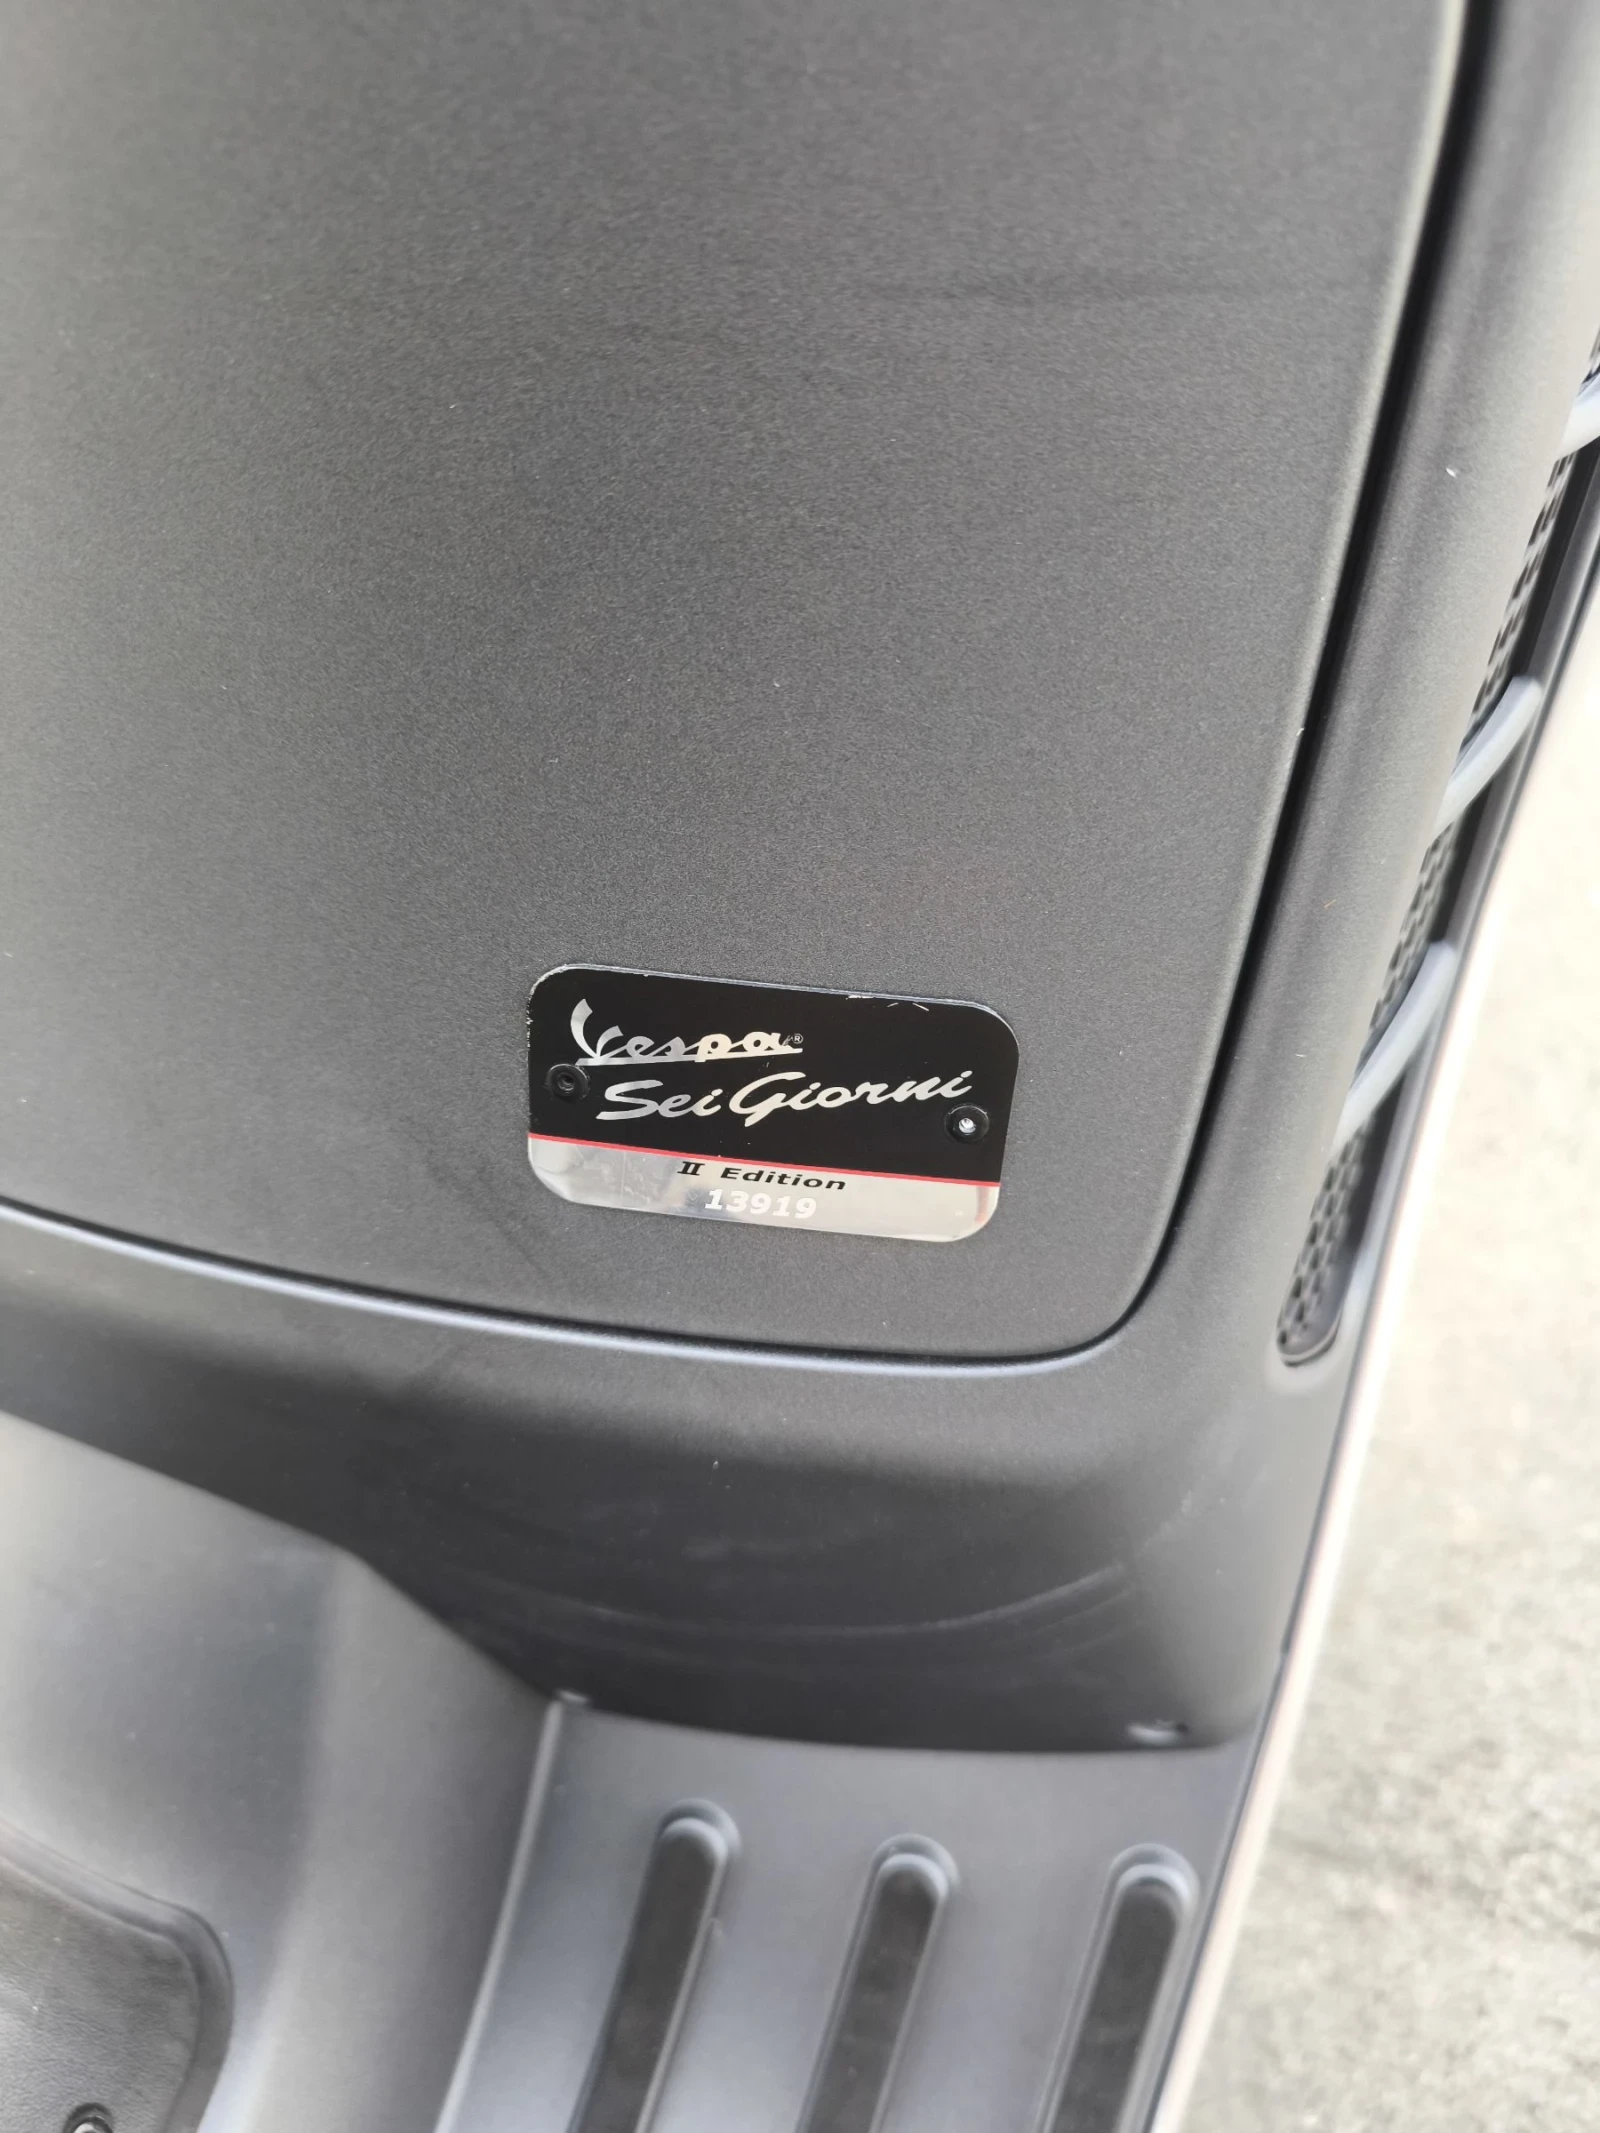 Vespa®
Sei Giorni
II Edition
13919